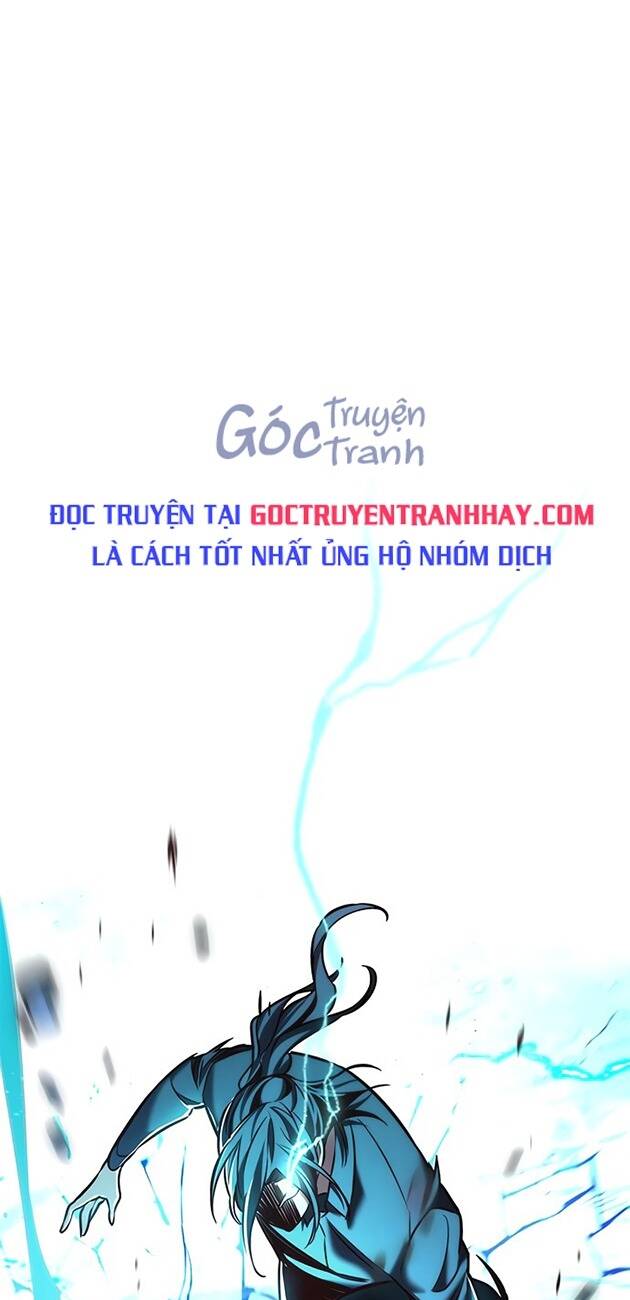 Góc Truyện Tranh
ĐỌC TRUYỆN TẠI GOCTRUYENTRANHHAY.COM
LÀ CÁCH TỐT NHẤT ỦNG HỘ NHÓM DỊCH